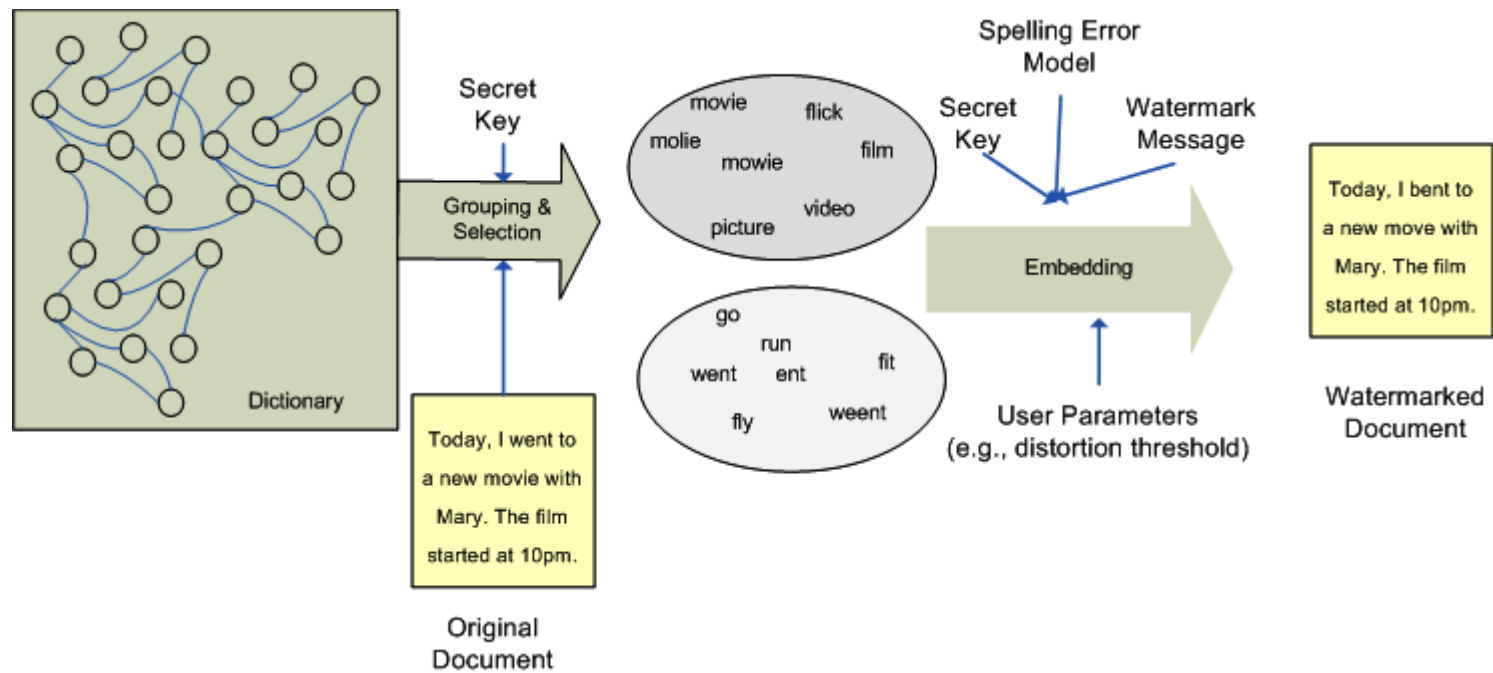 Dictionary
Secret
Key
Grouping &
Selection
Today, I went to
a new movie with
Mary. The film
started at 10pm.
Original
Document
movie
flick
molie
mowie
film
video
picture
go
run
fit
went
ent
weent
fly
Spelling Error
Model
Secret
Key
Watermark
Message
Embedding
User Parameters
(e.g., distortion threshold)
Today, I bent to
a new move with
Mary. The film
started at 10pm.
Watermarked
Document